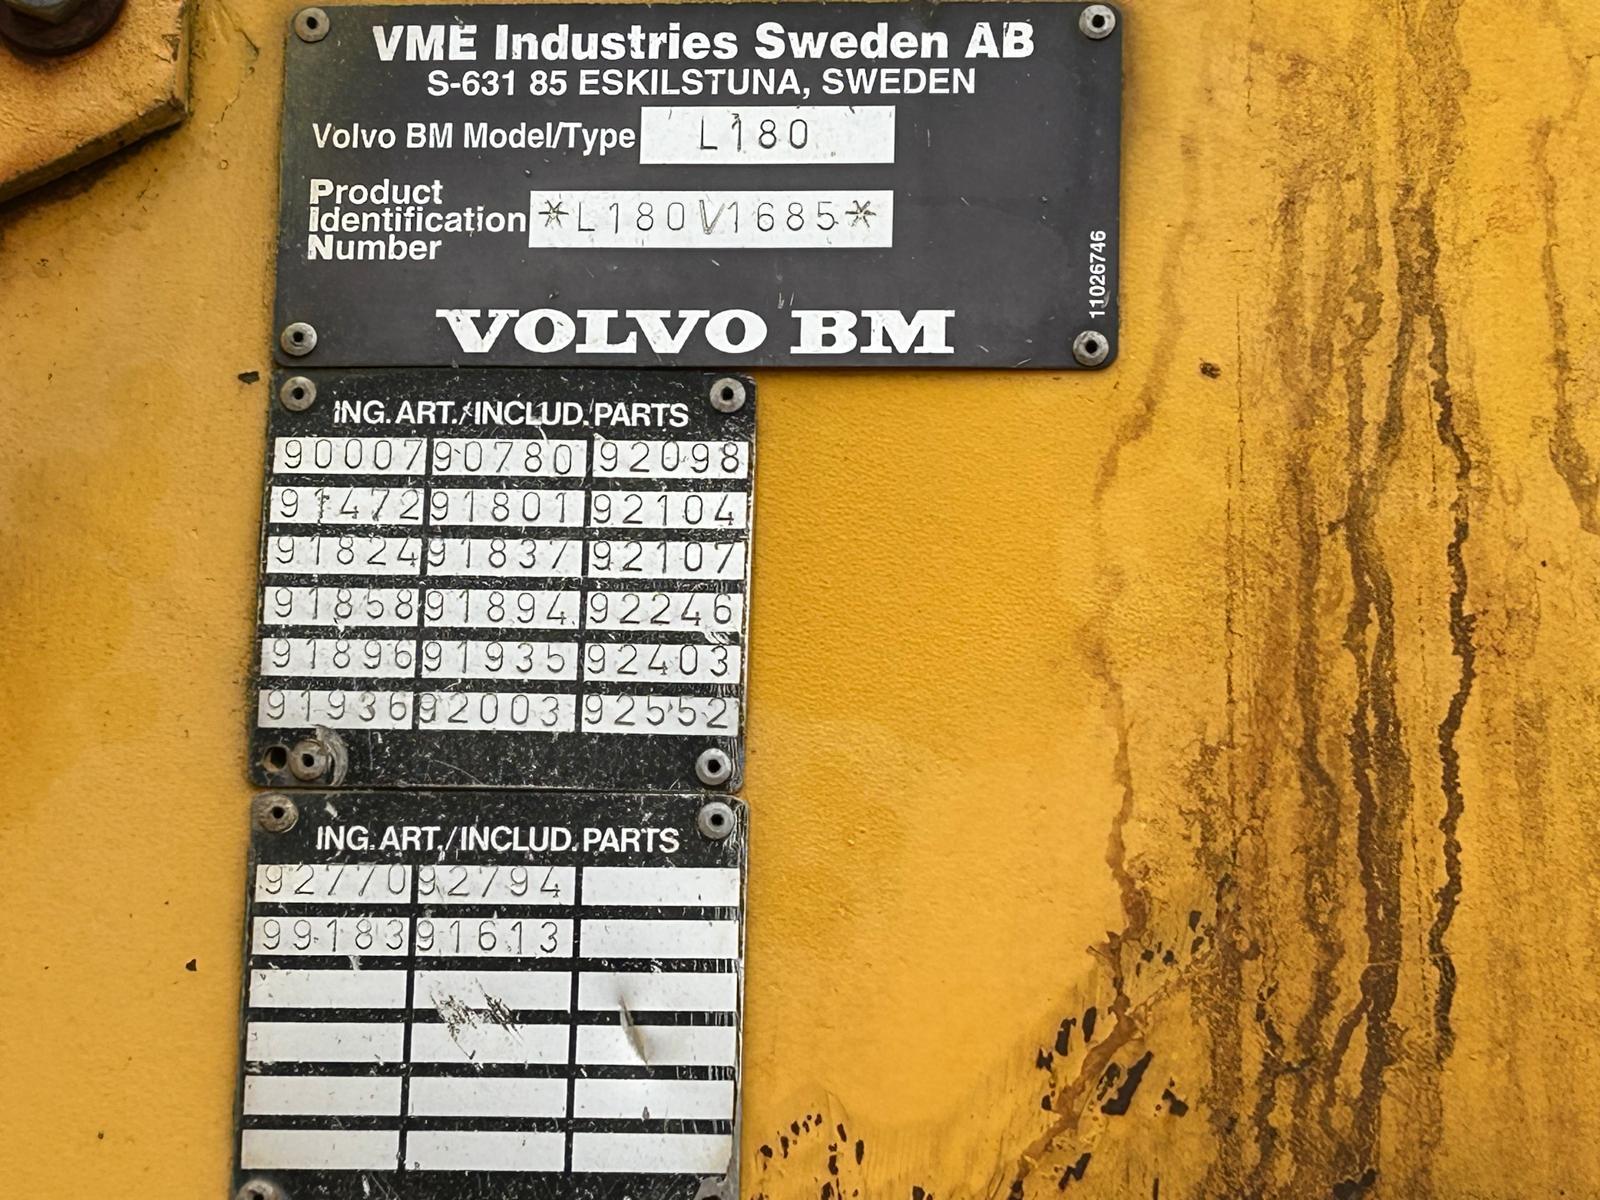 VME Industries Sweden AB
S-631 85 ESKILSTUNA, SWEDEN
Volvo BM Model/Type L180
Product
Identification
Number
*L180V1685*
11026746
VOLVO BM
ING. ART./INCLUD. PARTS
90007 90780 92098
91472 91801 92104
91824 91837 92107
91858 91894 92246
91896 91935 92403
91936 92003 92552
ING. ART./INCLUD. PARTS
92770 92794
99183 91613